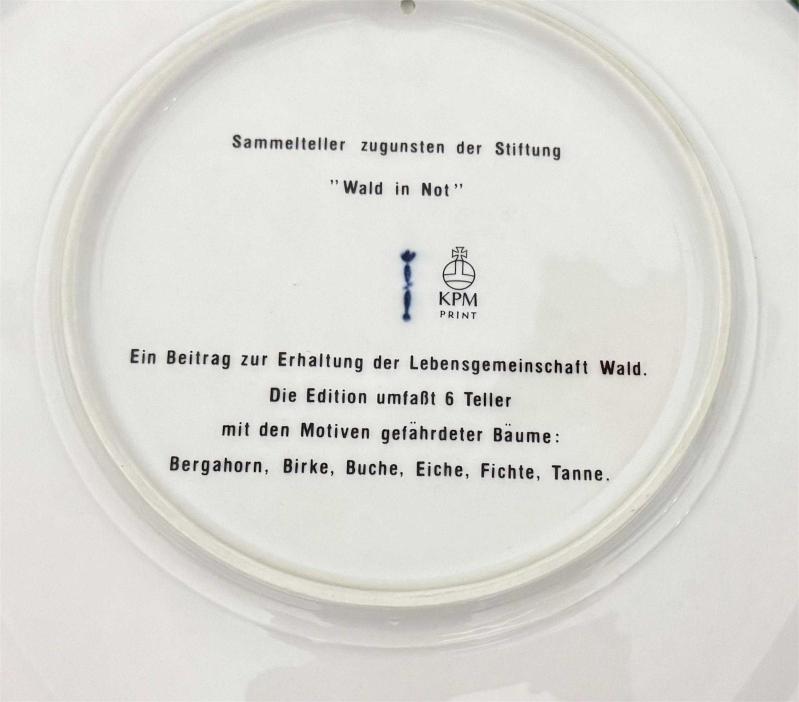 Sammelteller zugunsten der Stiftung
"Wald in Not"
KPM
PRINT
Ein Beitrag zur Erhaltung der Lebensgemeinschaft Wald.
Die Edition umfaßt 6 Teller
mit den Motiven gefährdeter Bäume:
Bergahorn, Birke, Buche, Eiche, Fichte, Tanne.